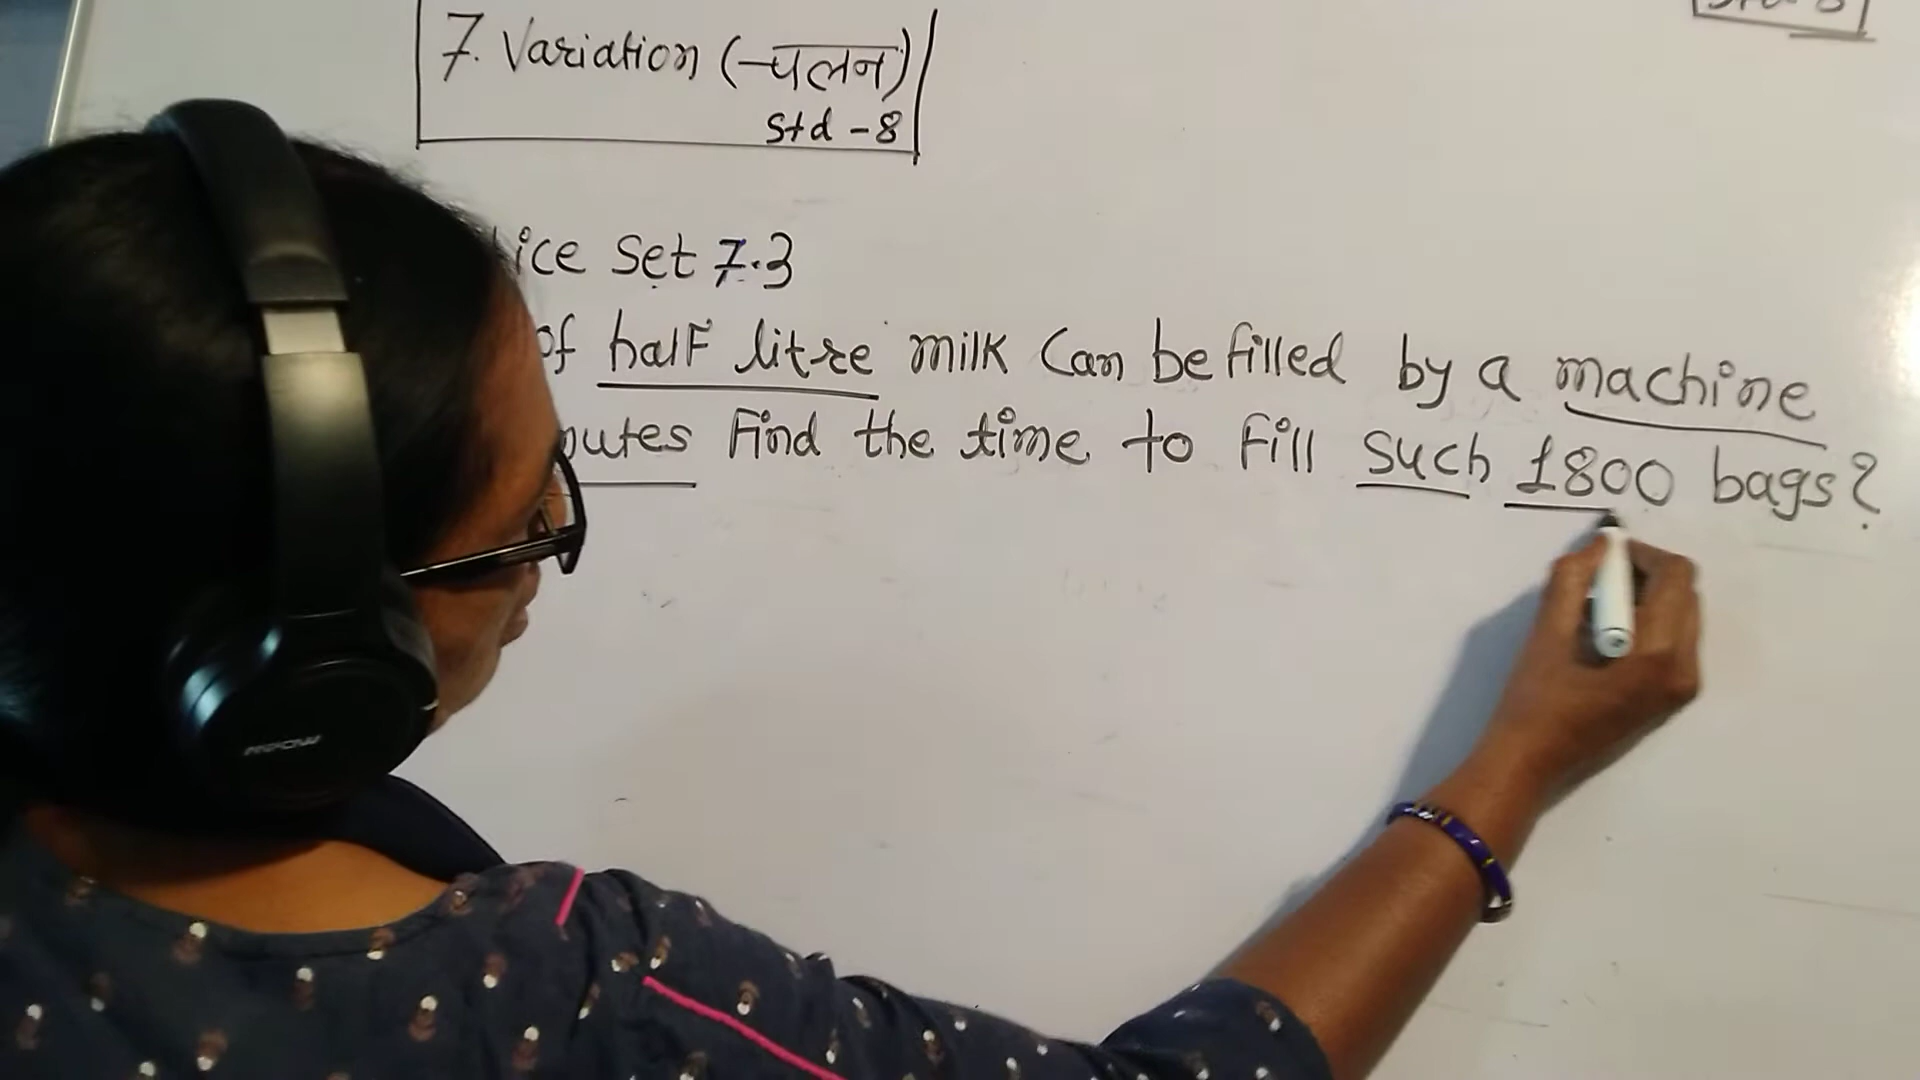 7. Variation (चलन)
Std - 8
ice Set 7.3
of half litre milk Can be filled by a machine
nutes Find the time to Fill Such 1800 bags?